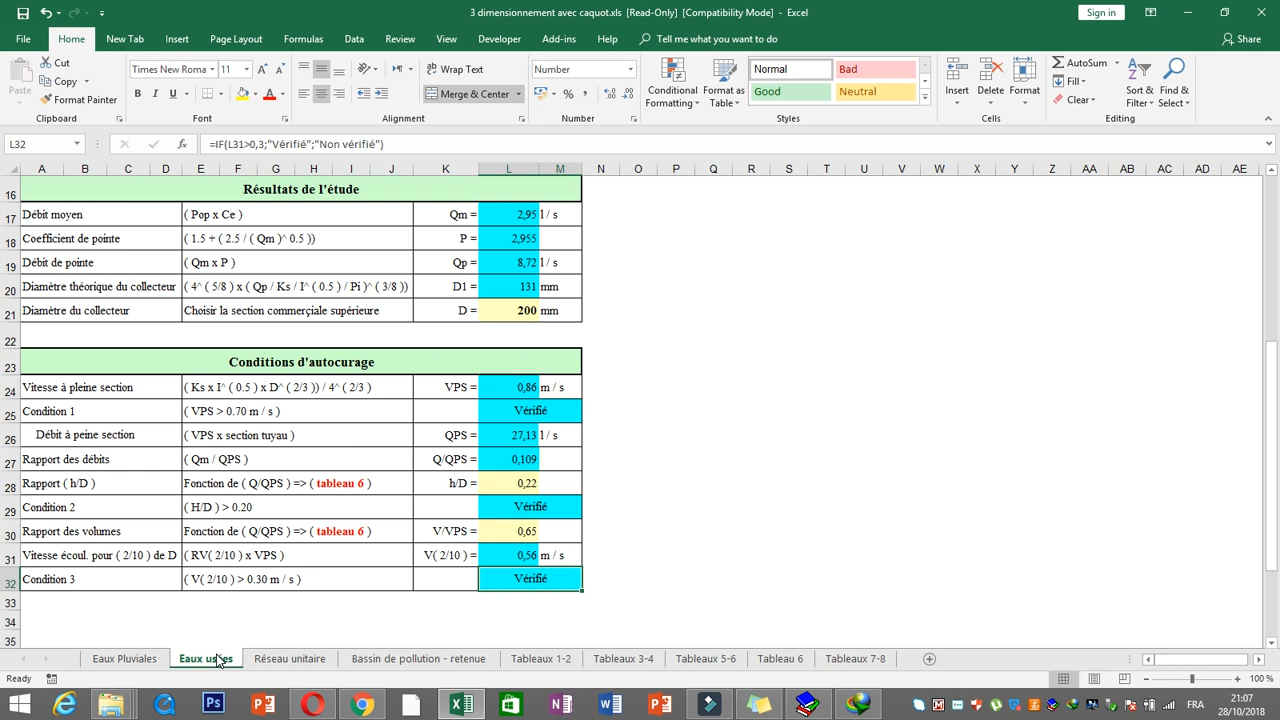 3 dimensionnement avec caquot.xls [Read-Only] [Compatibility Mode] - Excel
Sign in
File Home New Tab Insert Page Layout Formulas Data Review View Developer Add-ins Help Tell me what you want to do Share
Paste Cut Copy Format Painter Clipboard
Times New Roma 11 B I U Font
Wrap Text Merge & Center Alignment
Number % Number
Conditional Formatting Format as Table Normal Bad Good Neutral Styles
Insert Delete Format Cells
AutoSum Fill Clear Sort & Filter Find & Select Editing
L32 =IF(L31>0,3;"Vérifié";"Non vérifié")
A B C D E F G H I J K L M N O P Q R S T U V W X Y Z AA AB AC AD AE
16 Résultats de l'étude
17 Débit moyen ( Pop x Ce ) Qm = 2,95 l / s
18 Coefficient de pointe ( 1.5 + ( 2.5 / ( Qm )^ 0.5 )) P = 2,955
19 Débit de pointe ( Qm x P ) Qp = 8,72 l / s
20 Diamètre théorique du collecteur ( 4^ ( 5/8 ) x ( Qp / Ks / I^ ( 0.5 ) / Pi )^ ( 3/8 )) D1 = 131 mm
21 Diamètre du collecteur Choisir la section commerçiale supérieure D = 200 mm
22
23 Conditions d'autocurage
24 Vitesse à pleine section ( Ks x I^ ( 0.5 ) x D^ ( 2/3 )) / 4^ ( 2/3 ) VPS = 0,86 m / s
25 Condition 1 ( VPS > 0.70 m / s ) Vérifié
26 Débit à peine section ( VPS x section tuyau ) QPS = 27,13 l / s
27 Rapport des débits ( Qm / QPS ) Q/QPS = 0,109
28 Rapport ( h/D ) Fonction de ( Q/QPS ) => ( tableau 6 ) h/D = 0,22
29 Condition 2 ( H/D ) > 0.20 Vérifié
30 Rapport des volumes Fonction de ( Q/QPS ) => ( tableau 6 ) V/VPS = 0,65
31 Vitesse écoul. pour ( 2/10 ) de D ( RV( 2/10 ) x VPS ) V( 2/10 ) = 0,56 m / s
32 Condition 3 ( V( 2/10 ) > 0.30 m / s ) Vérifié
33
34
35
Eaux Pluviales Eaux usées Réseau unitaire Bassin de pollution - retenue Tableaux 1-2 Tableaux 3-4 Tableaux 5-6 Tableau 6 Tableaux 7-8
Ready 100 %
FRA
21:07
28/10/2018